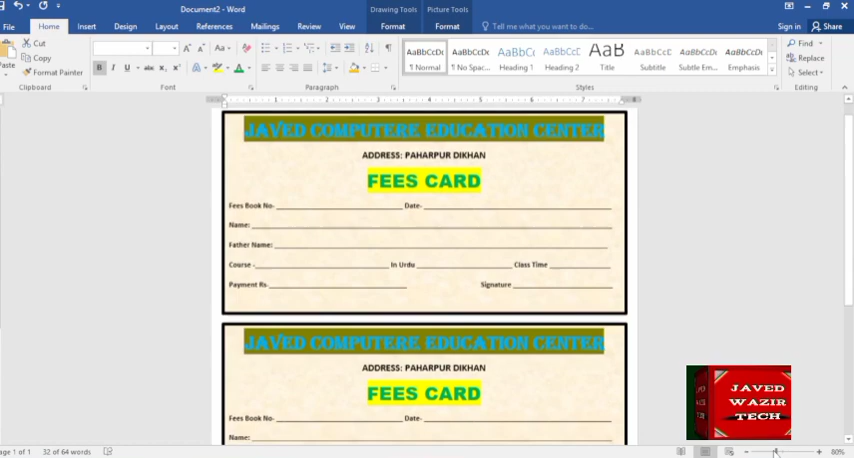 Document2 - Word
Drawing Tools
Picture Tools
File Home Insert Design Layout References Mailings Review View Format Format Tell me what you want to do... Sign in Share
Cut
Copy
Paste
Format Painter
Clipboard
Font
Paragraph
AaBbCcDc AaBbCcDc AaBbCc AaBbCcC AaB AaBbCcD AaBbCcDt AaBbCcDt
¶ Normal ¶ No Spac... Heading 1 Heading 2 Title Subtitle Subtle Em... Emphasis
Styles
Find
Replace
Select
Editing
JAVED COMPUTERE EDUCATION CENTER
ADDRESS: PAHARPUR DIKHAN
FEES CARD
Fees Book No- Date-
Name:
Father Name:
Course - In Urdu Class Time
Payment Rs. Signature
JAVED COMPUTERE EDUCATION CENTER
ADDRESS: PAHARPUR DIKHAN
FEES CARD
Fees Book No- Date-
Name:
JAVED
WAZIR
TECH
age 1 of 1 32 of 64 words 80%